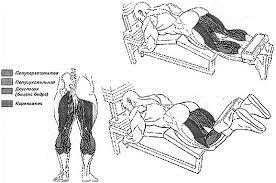 Полуперепончатая
Полусухожильная
Двуглавая
(бицепс бедра)
Икроножная